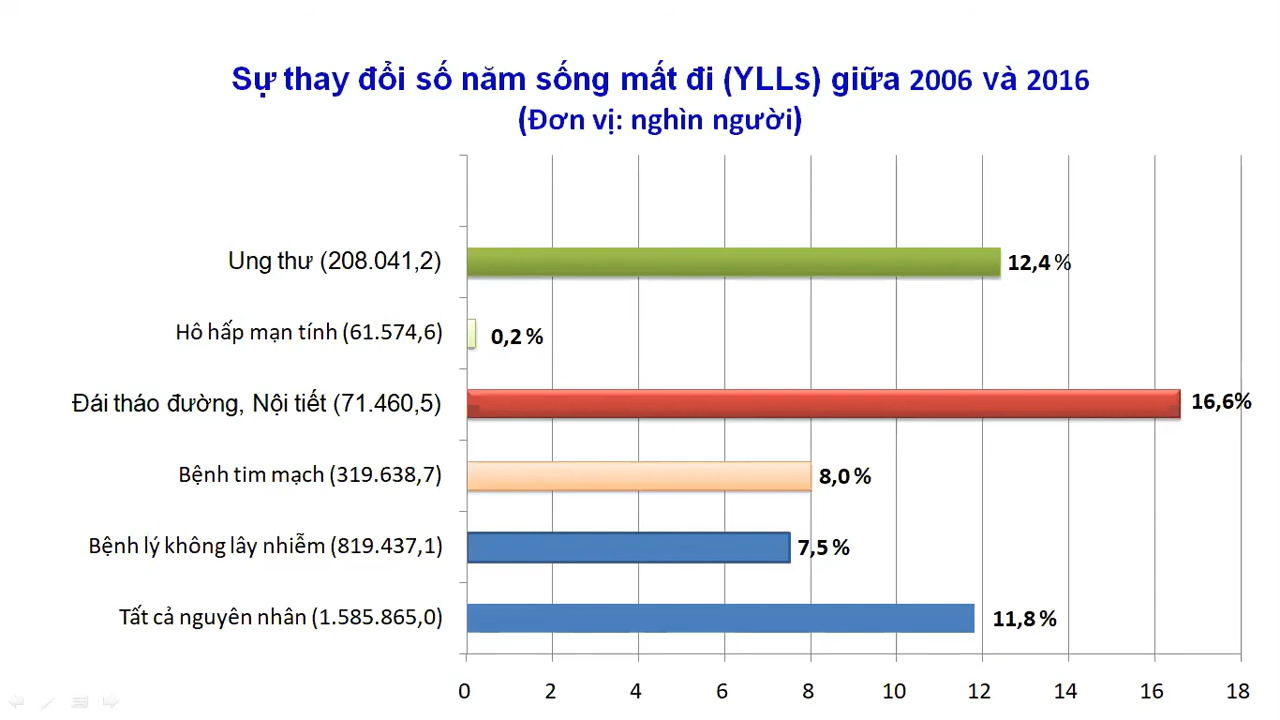 Sự thay đổi số năm sống mất đi (YLLs) giữa 2006 và 2016
(Đơn vị: nghìn người)
Ung thư (208.041,2)
12,4 %
Hô hấp mạn tính (61.574,6)
0,2 %
Đái tháo đường, Nội tiết (71.460,5)
16,6%
Bệnh tim mạch (319.638,7)
8,0 %
Bệnh lý không lây nhiễm (819.437,1)
7,5 %
Tất cả nguyên nhân (1.585.865,0)
11,8 %
0 2 4 6 8 10 12 14 16 18